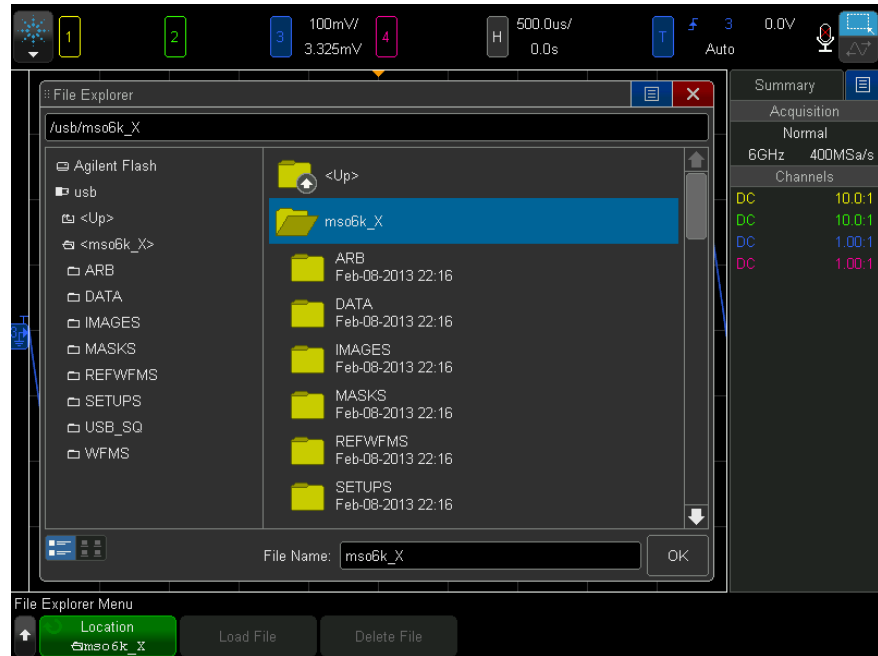 1
2
3
100mV/
3.325mV
4
H
500.0us/
0.0s
T
3
0.0V
Auto
File Explorer
/usb/mso6k_X
Agilent Flash
usb
<Up>
<mso6k_X>
ARB
DATA
IMAGES
MASKS
REFWFMS
SETUPS
USB_SQ
WFMS
<Up>
mso6k_X
ARB
Feb-08-2013 22:16
DATA
Feb-08-2013 22:16
IMAGES
Feb-08-2013 22:16
MASKS
Feb-08-2013 22:16
REFWFMS
Feb-08-2013 22:16
SETUPS
Feb-08-2013 22:16
File Name: mso6k_X
OK
Summary
Acquisition
Normal
6GHz 400MSa/s
Channels
DC 10.0:1
DC 10.0:1
DC 1.00:1
DC 1.00:1
File Explorer Menu
Location
mso6k_X
Load File
Delete File